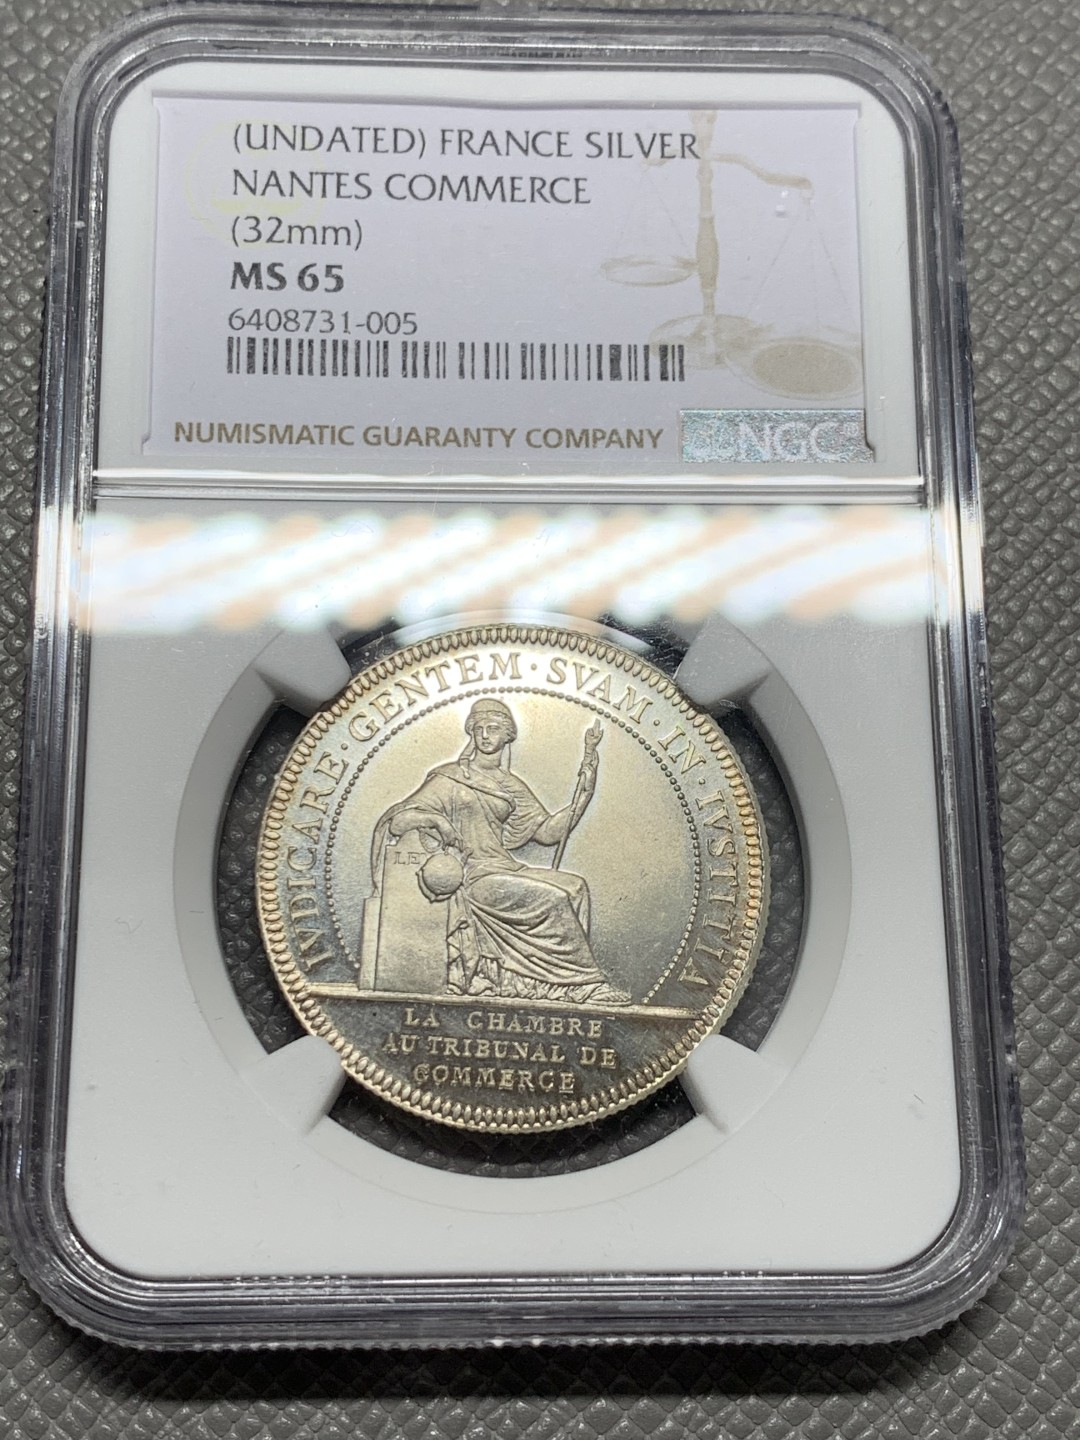 (UNDATED) FRANCE SILVER
NANTES COMMERCE
(32mm)
MS 65
6408731-005
NUMISMATIC GUARANTY COMPANY
NGC
IVDICARE · GENTEM · SVAM · IN · IVSTITIA
LE
LA CHAMBRE
AU TRIBUNAL DE
COMMERCE